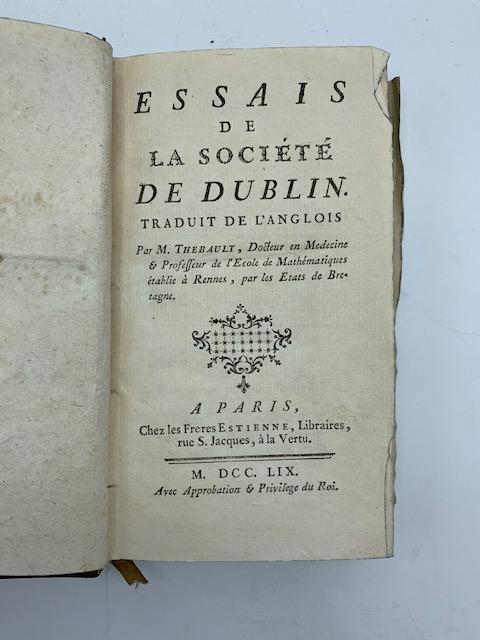 ESSAIS
DE
LA SOCIÉTÉ
DE DUBLIN.
TRADUIT DE L'ANGLOIS
Par M. THEBAULT, Docteur en Medecine
& Professeur de l'Ecole de Mathématiques
établie à Rennes, par les Etats de Bre-
tagne.
A PARIS,
Chez les Freres ESTIENNE, Libraires,
rue S. Jacques, à la Vertu.
M. DCC. LIX.
Avec Approbation & Privilege du Roi.